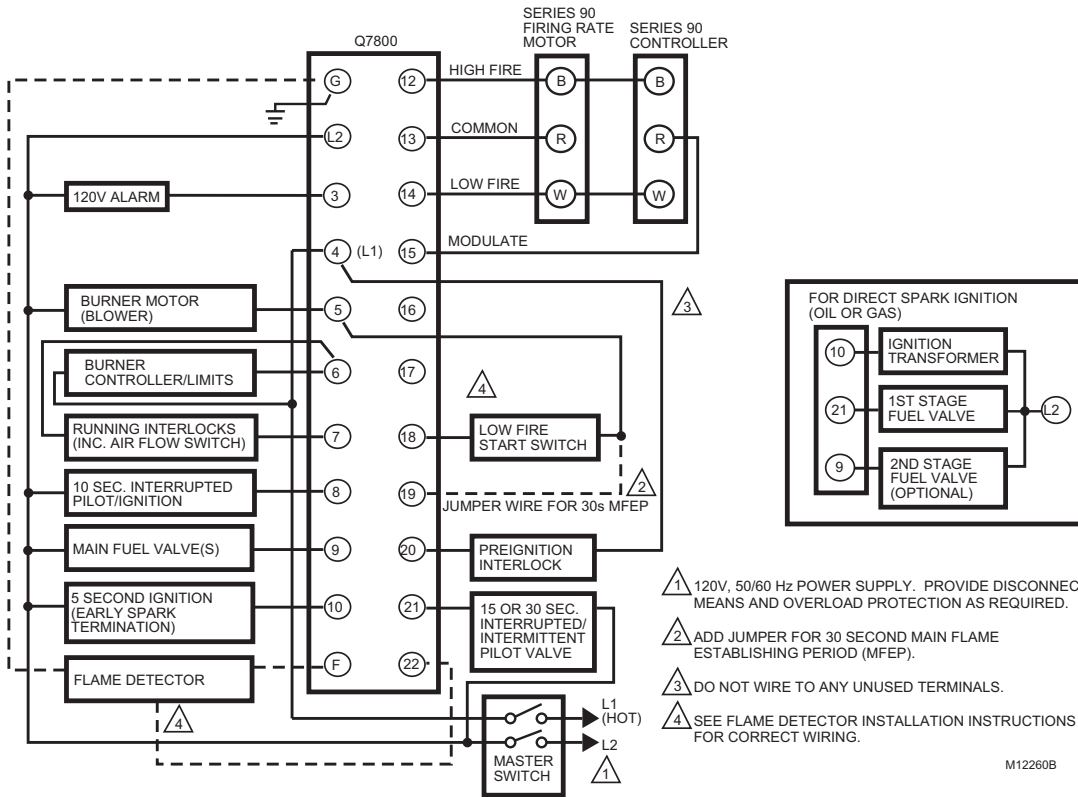 SERIES 90
FIRING RATE
MOTOR
SERIES 90
CONTROLLER
Q7800
G
12
HIGH FIRE
B
B
L2
13
COMMON
R
R
120V ALARM
3
14
LOW FIRE
W
W
4
(L1)
15
MODULATE
BURNER MOTOR
(BLOWER)
5
16
3
BURNER
CONTROLLER/LIMITS
6
17
4
RUNNING INTERLOCKS
(INC. AIR FLOW SWITCH)
7
18
LOW FIRE
START SWITCH
10 SEC. INTERRUPTED
PILOT/IGNITION
8
19
2
JUMPER WIRE FOR 30s MFEP
MAIN FUEL VALVE(S)
9
20
PREIGNITION
INTERLOCK
5 SECOND IGNITION
(EARLY SPARK
TERMINATION)
10
21
15 OR 30 SEC.
INTERRUPTED/
INTERMITTENT
PILOT VALVE
FLAME DETECTOR
F
22
4
L1
(HOT)
L2
MASTER
SWITCH
1
FOR DIRECT SPARK IGNITION
(OIL OR GAS)
10
IGNITION
TRANSFORMER
21
1ST STAGE
FUEL VALVE
L2
9
2ND STAGE
FUEL VALVE
(OPTIONAL)
1 120V, 50/60 Hz POWER SUPPLY. PROVIDE DISCONNEC
MEANS AND OVERLOAD PROTECTION AS REQUIRED.
2 ADD JUMPER FOR 30 SECOND MAIN FLAME
ESTABLISHING PERIOD (MFEP).
3 DO NOT WIRE TO ANY UNUSED TERMINALS.
4 SEE FLAME DETECTOR INSTALLATION INSTRUCTIONS
FOR CORRECT WIRING.
M12260B